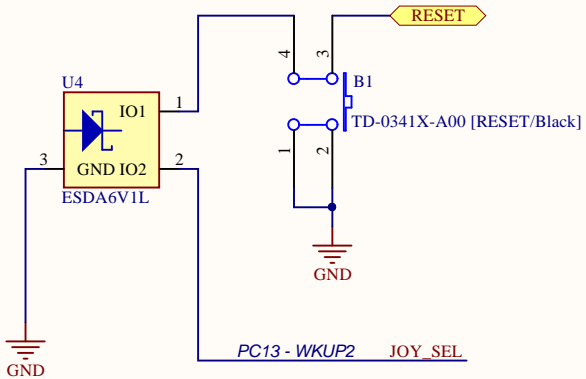 RESET
4
3
U4
B1
IO1
1
TD-0341X-A00 [RESET/Black]
3
GND IO2
2
1
2
ESDA6V1L
GND
PC13 - WKUP2
JOY_SEL
GND